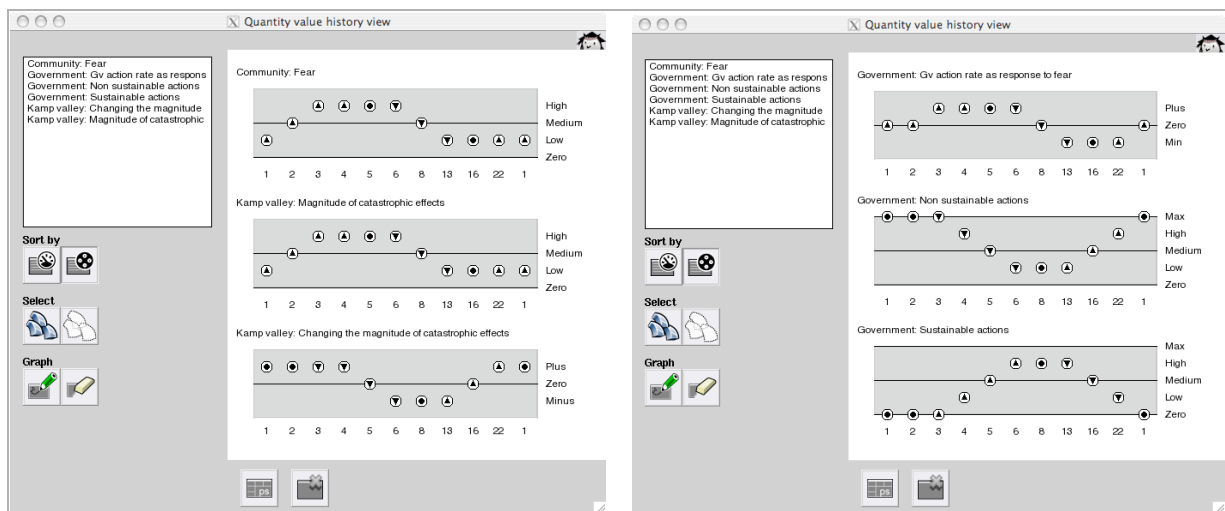 Quantity value history view
Community: Fear
Government: Gv action rate as respons
Government: Non sustainable actions
Government: Sustainable actions
Kamp valley: Changing the magnitude
Kamp valley: Magnitude of catastrophic
Sort by
Select
Graph
Community: Fear
High
Medium
Low
Zero
1 2 3 4 5 6 8 13 16 22 1
Kamp valley: Magnitude of catastrophic effects
High
Medium
Low
Zero
1 2 3 4 5 6 8 13 16 22 1
Kamp valley: Changing the magnitude of catastrophic effects
Plus
Zero
Minus
1 2 3 4 5 6 8 13 16 22 1
ps
Quantity value history view
Community: Fear
Government: Gv action rate as respons
Government: Non sustainable actions
Government: Sustainable actions
Kamp valley: Changing the magnitude
Kamp valley: Magnitude of catastrophic
Sort by
Select
Graph
Government: Gv action rate as response to fear
Plus
Zero
Min
1 2 3 4 5 6 8 13 16 22 1
Government: Non sustainable actions
Max
High
Medium
Low
Zero
1 2 3 4 5 6 8 13 16 22 1
Government: Sustainable actions
Max
High
Medium
Low
Zero
1 2 3 4 5 6 8 13 16 22 1
ps